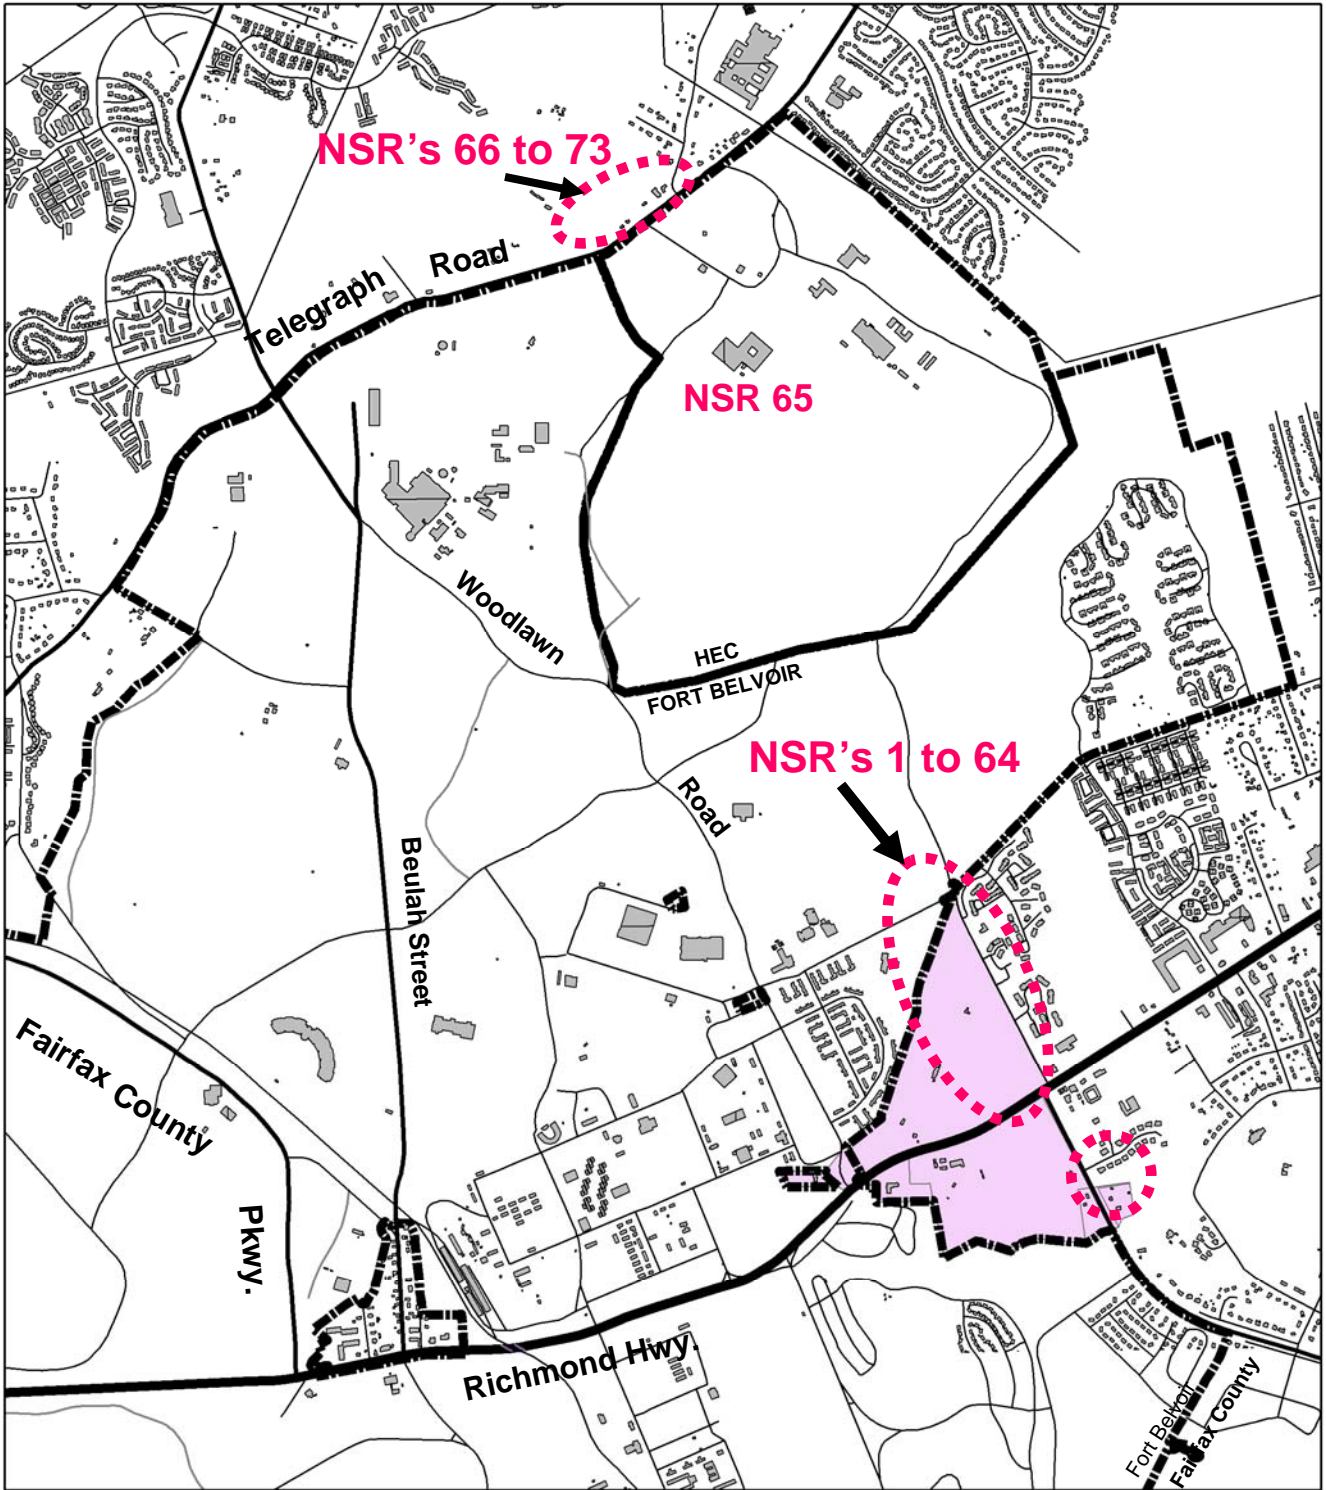 NSR's 66 to 73
Telegraph Road
NSR 65
Woodlawn
HEC
FORT BELVOIR
NSR's 1 to 64
Road
Beulah Street
Fairfax County
Pkwy.
Richmond Hwy.
Fort Belvoir
Fairfax County